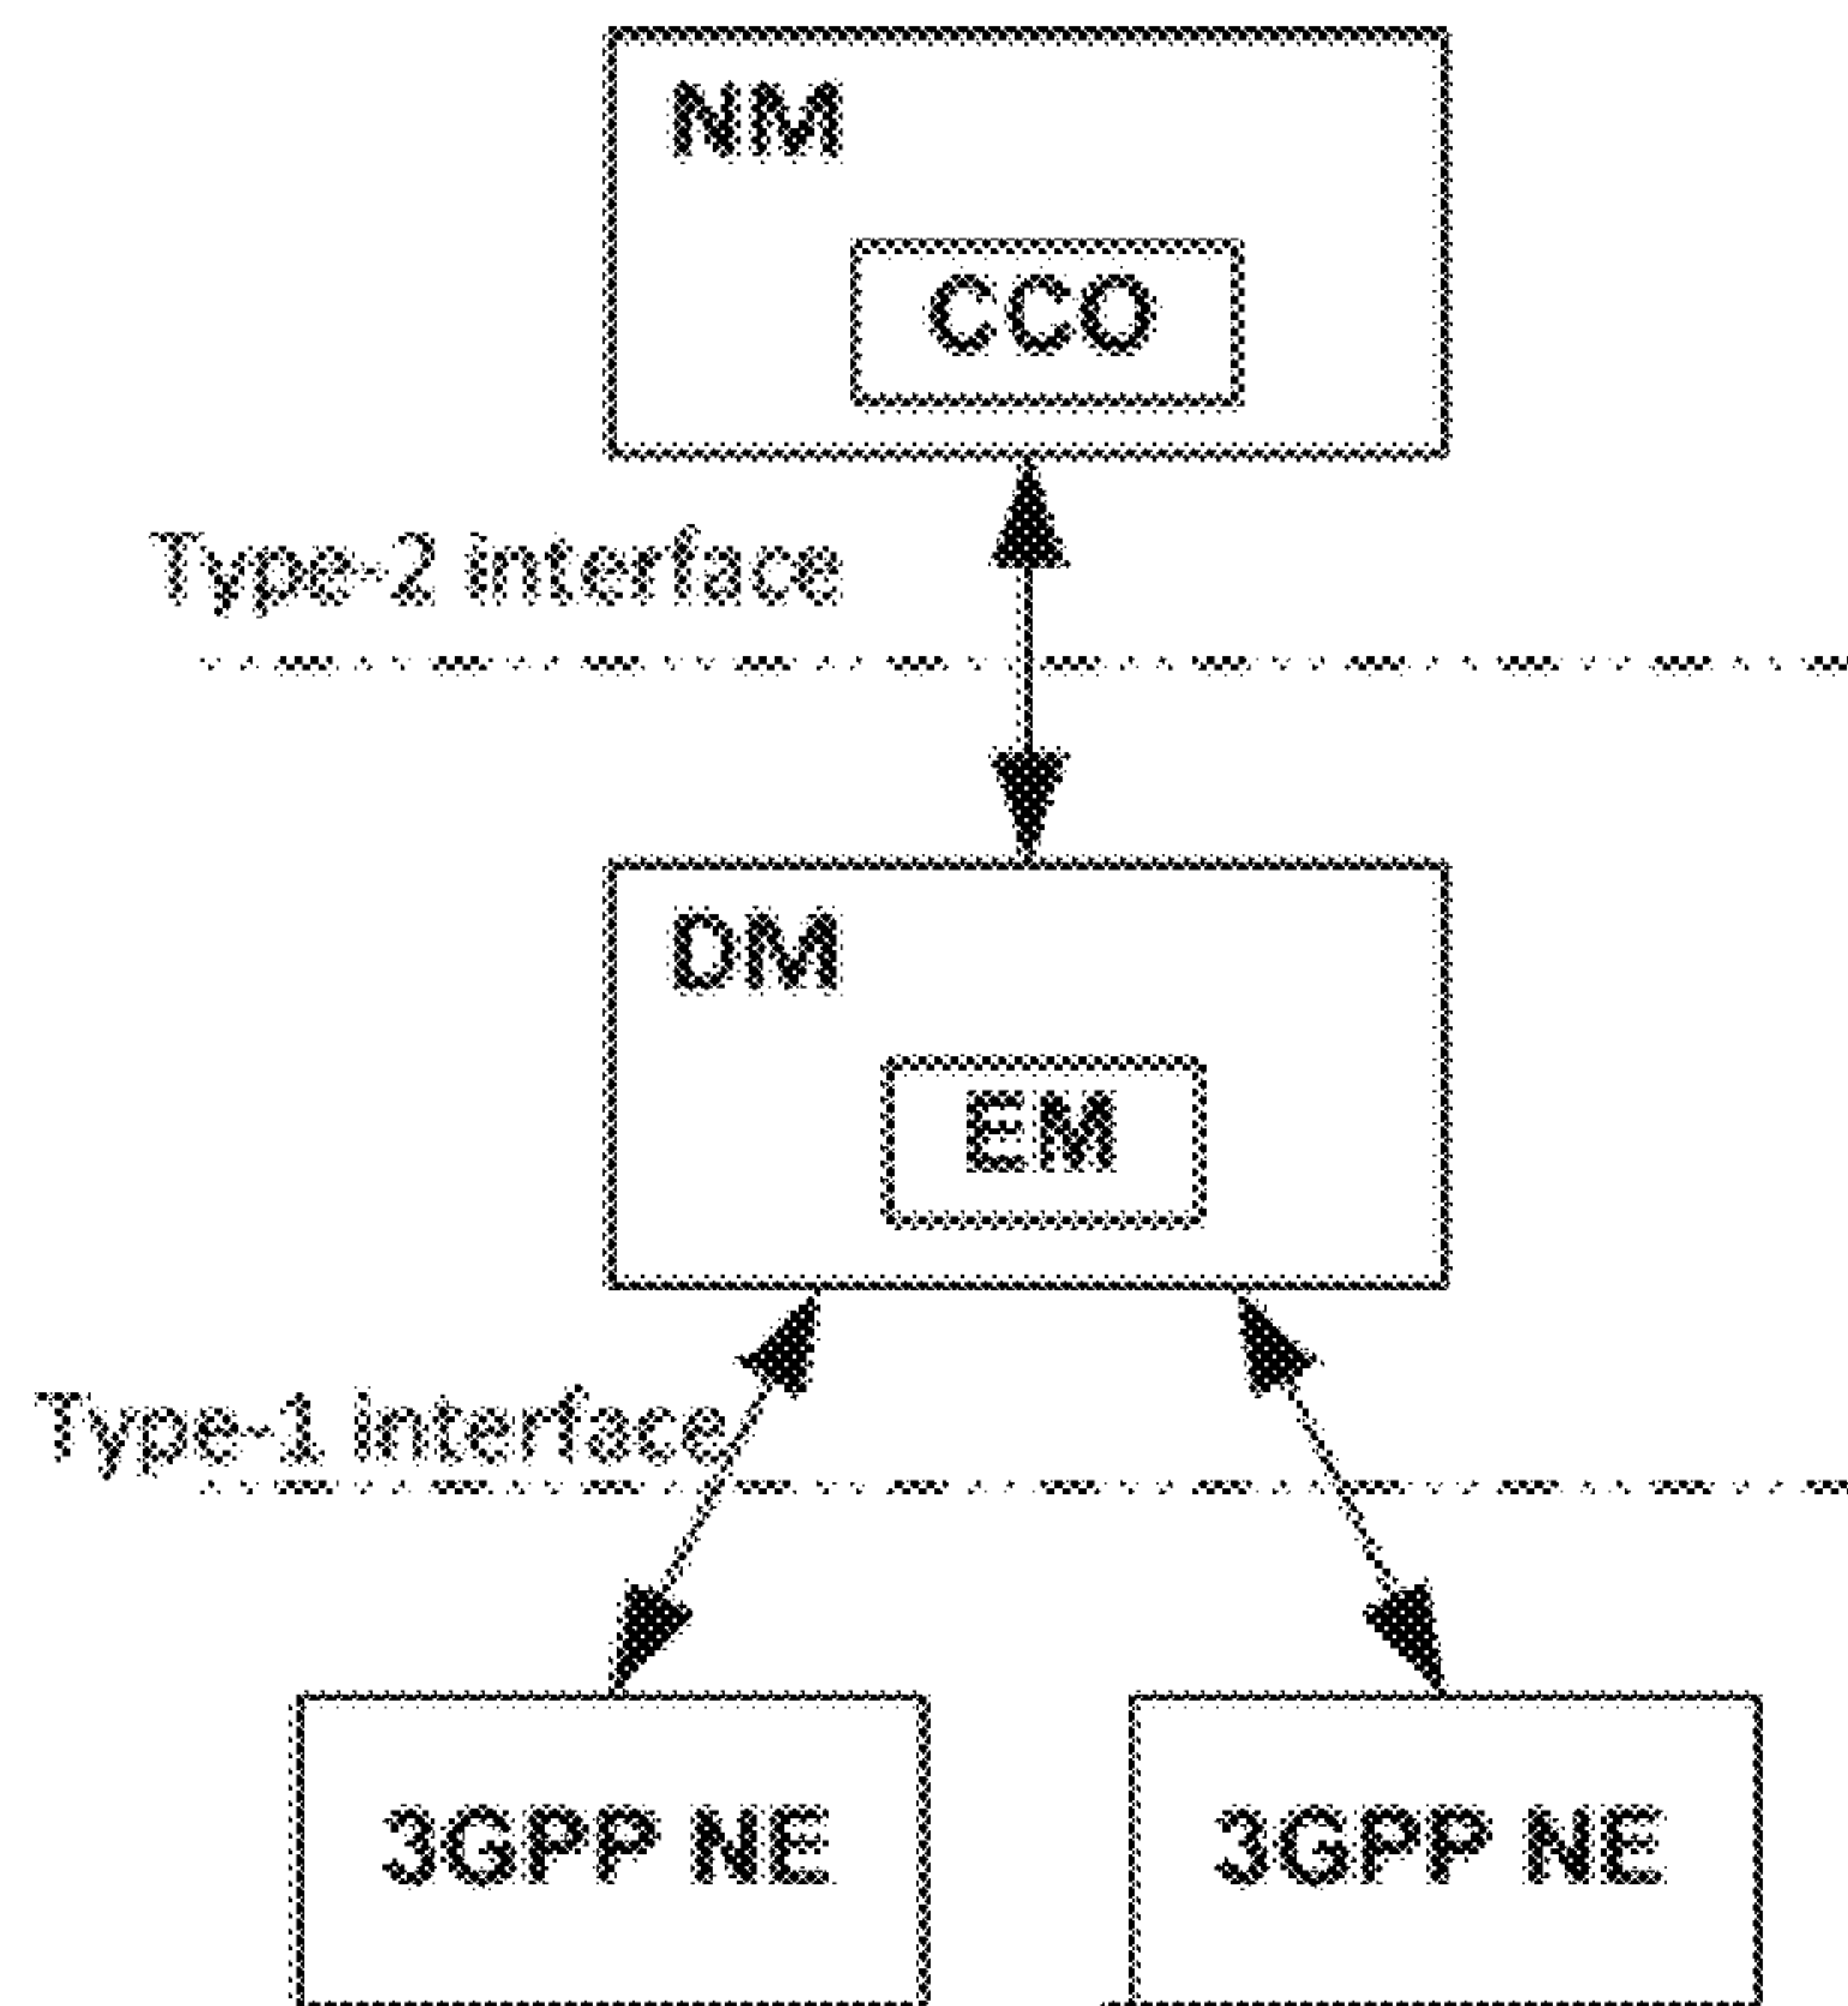 NM
CCO
Type-2 interface
DM
EM
Type-1 interface
3GPP NE
3GPP NE